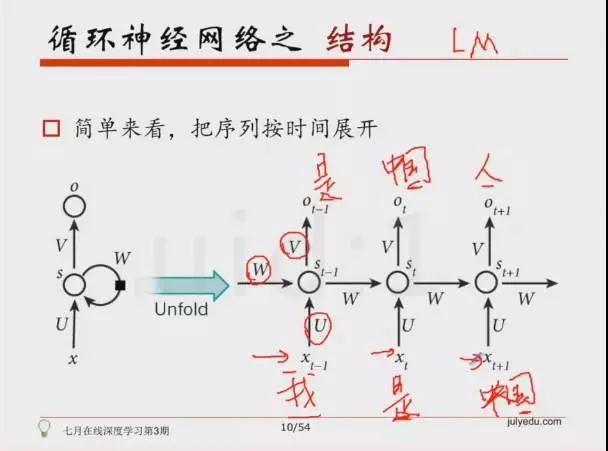 循环神经网络之 结构 LM
简单来看，把序列按时间展开
是 中国 人
o o_{t-1} o_t o_{t+1}
V W V V V
s W s_{t-1} s_t s_{t+1}
W W W
U Unfold U U U
x x_{t-1} x_t x_{t+1}
我 是 中国
七月在线深度学习第3期 10/54 julyedu.com